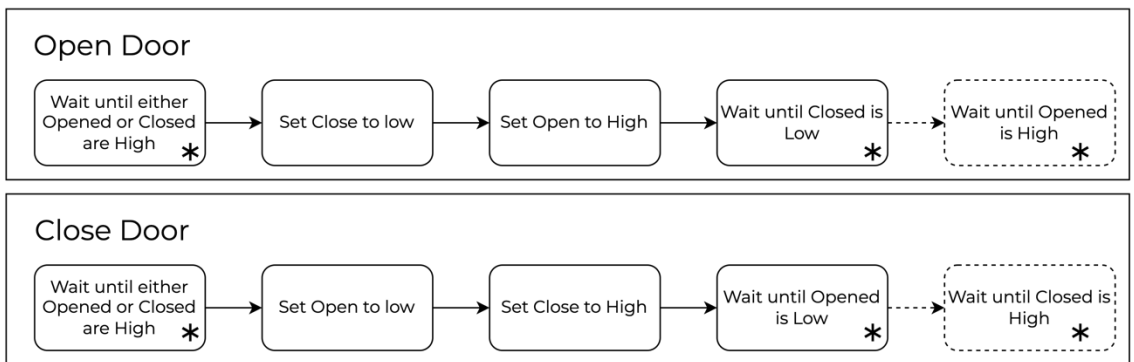 Open Door
Wait until either
Opened or Closed
are High
*
Set Close to low
Set Open to High
Wait until Closed is
Low
*
Wait until Opened
is High
*
Close Door
Wait until either
Opened or Closed
are High
*
Set Open to low
Set Close to High
Wait until Opened
is Low
*
Wait until Closed is
High
*